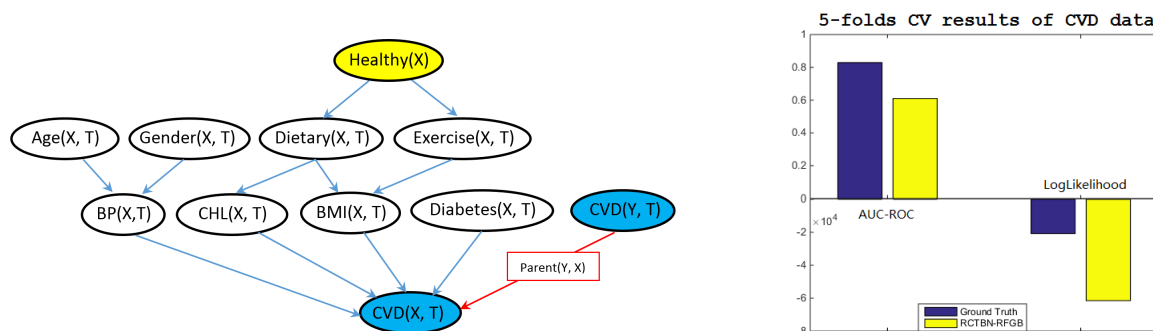 Healthy(X)
Age(X, T) Gender(X, T) Dietary(X, T) Exercise(X, T)
BP(X,T) CHL(X, T) BMI(X, T) Diabetes(X, T) CVD(Y, T)
Parent(Y, X)
CVD(X, T)
5-folds CV results of CVD data
1
0.8
0.6
0.4
0.2
0
LogLikelihood
AUC-ROC
×10⁴
-2
-4
-6
-8
Ground Truth
RCTBN-RFGB